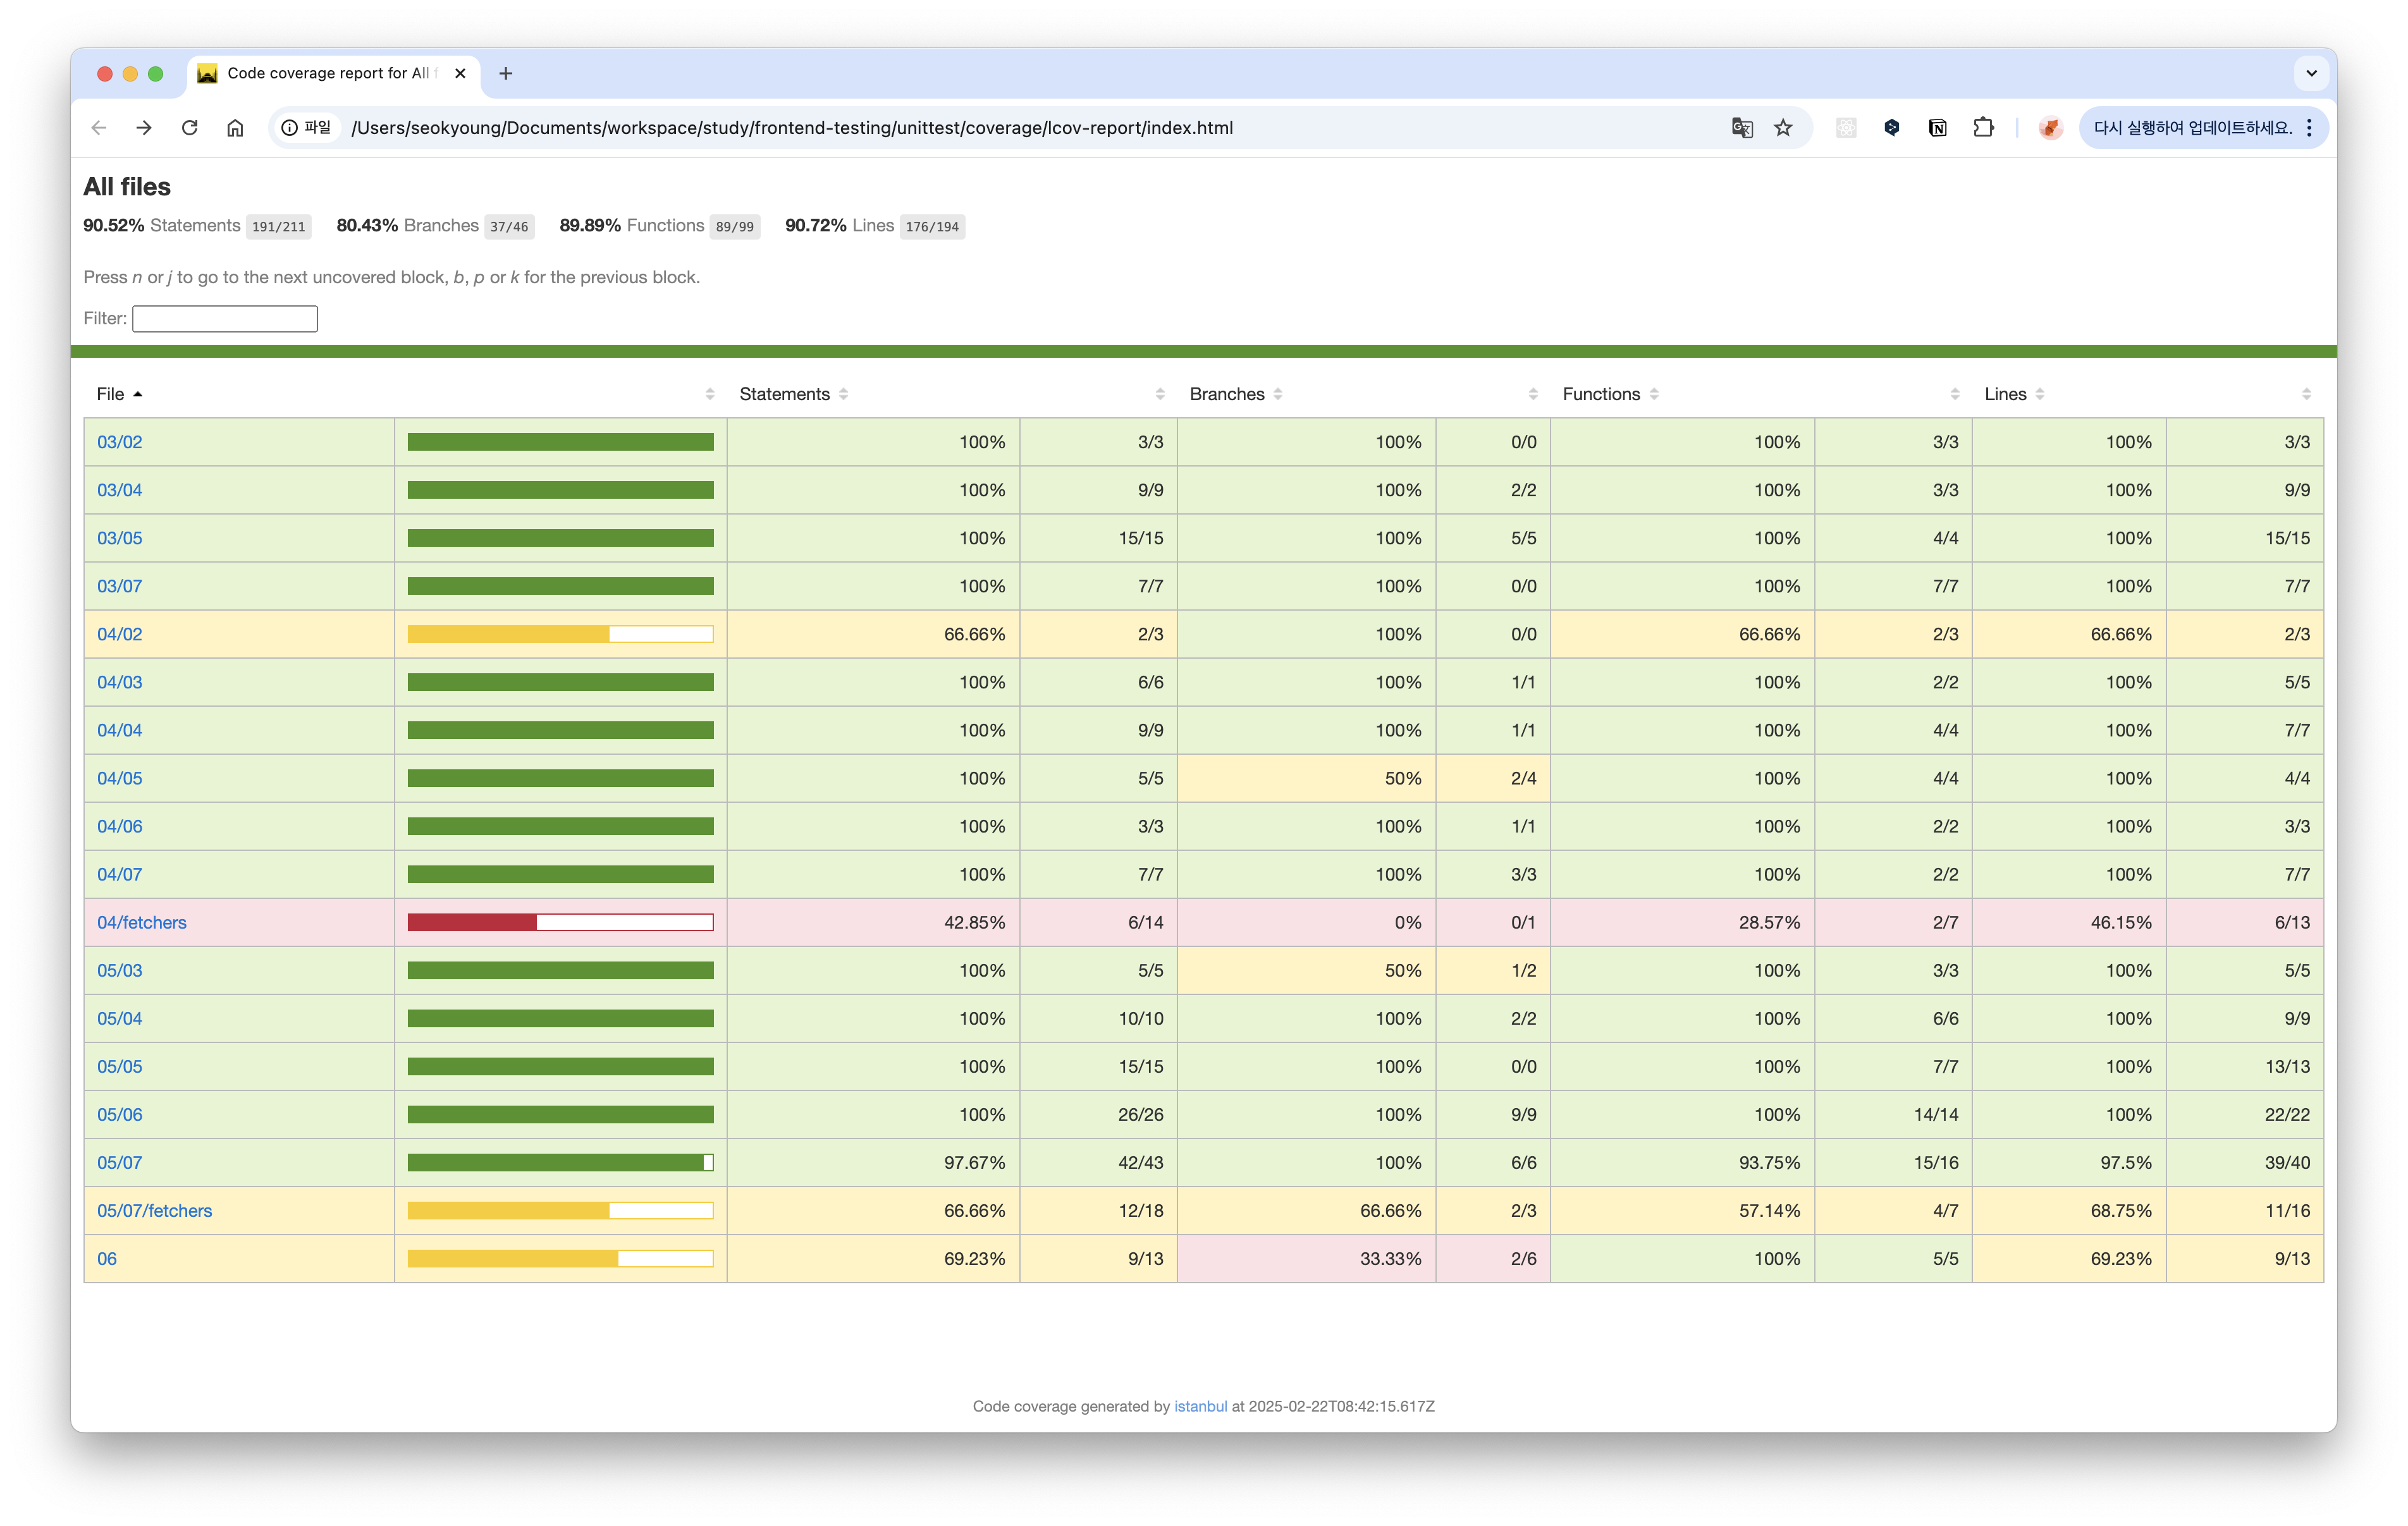 Code coverage report for All f
파일 /Users/seokyoung/Documents/workspace/study/frontend-testing/unittest/coverage/lcov-report/index.html 다시 실행하여 업데이트하세요.
All files
90.52% Statements 191/211 80.43% Branches 37/46 89.89% Functions 89/99 90.72% Lines 176/194
Press n or j to go to the next uncovered block, b, p or k for the previous block.
Filter:
File Statements Branches Functions Lines
03/02 100% 3/3 100% 0/0 100% 3/3 100% 3/3
03/04 100% 9/9 100% 2/2 100% 3/3 100% 9/9
03/05 100% 15/15 100% 5/5 100% 4/4 100% 15/15
03/07 100% 7/7 100% 0/0 100% 7/7 100% 7/7
04/02 66.66% 2/3 100% 0/0 66.66% 2/3 66.66% 2/3
04/03 100% 6/6 100% 1/1 100% 2/2 100% 5/5
04/04 100% 9/9 100% 1/1 100% 4/4 100% 7/7
04/05 100% 5/5 50% 2/4 100% 4/4 100% 4/4
04/06 100% 3/3 100% 1/1 100% 2/2 100% 3/3
04/07 100% 7/7 100% 3/3 100% 2/2 100% 7/7
04/fetchers 42.85% 6/14 0% 0/1 28.57% 2/7 46.15% 6/13
05/03 100% 5/5 50% 1/2 100% 3/3 100% 5/5
05/04 100% 10/10 100% 2/2 100% 6/6 100% 9/9
05/05 100% 15/15 100% 0/0 100% 7/7 100% 13/13
05/06 100% 26/26 100% 9/9 100% 14/14 100% 22/22
05/07 97.67% 42/43 100% 6/6 93.75% 15/16 97.5% 39/40
05/07/fetchers 66.66% 12/18 66.66% 2/3 57.14% 4/7 68.75% 11/16
06 69.23% 9/13 33.33% 2/6 100% 5/5 69.23% 9/13
Code coverage generated by istanbul at 2025-02-22T08:42:15.617Z